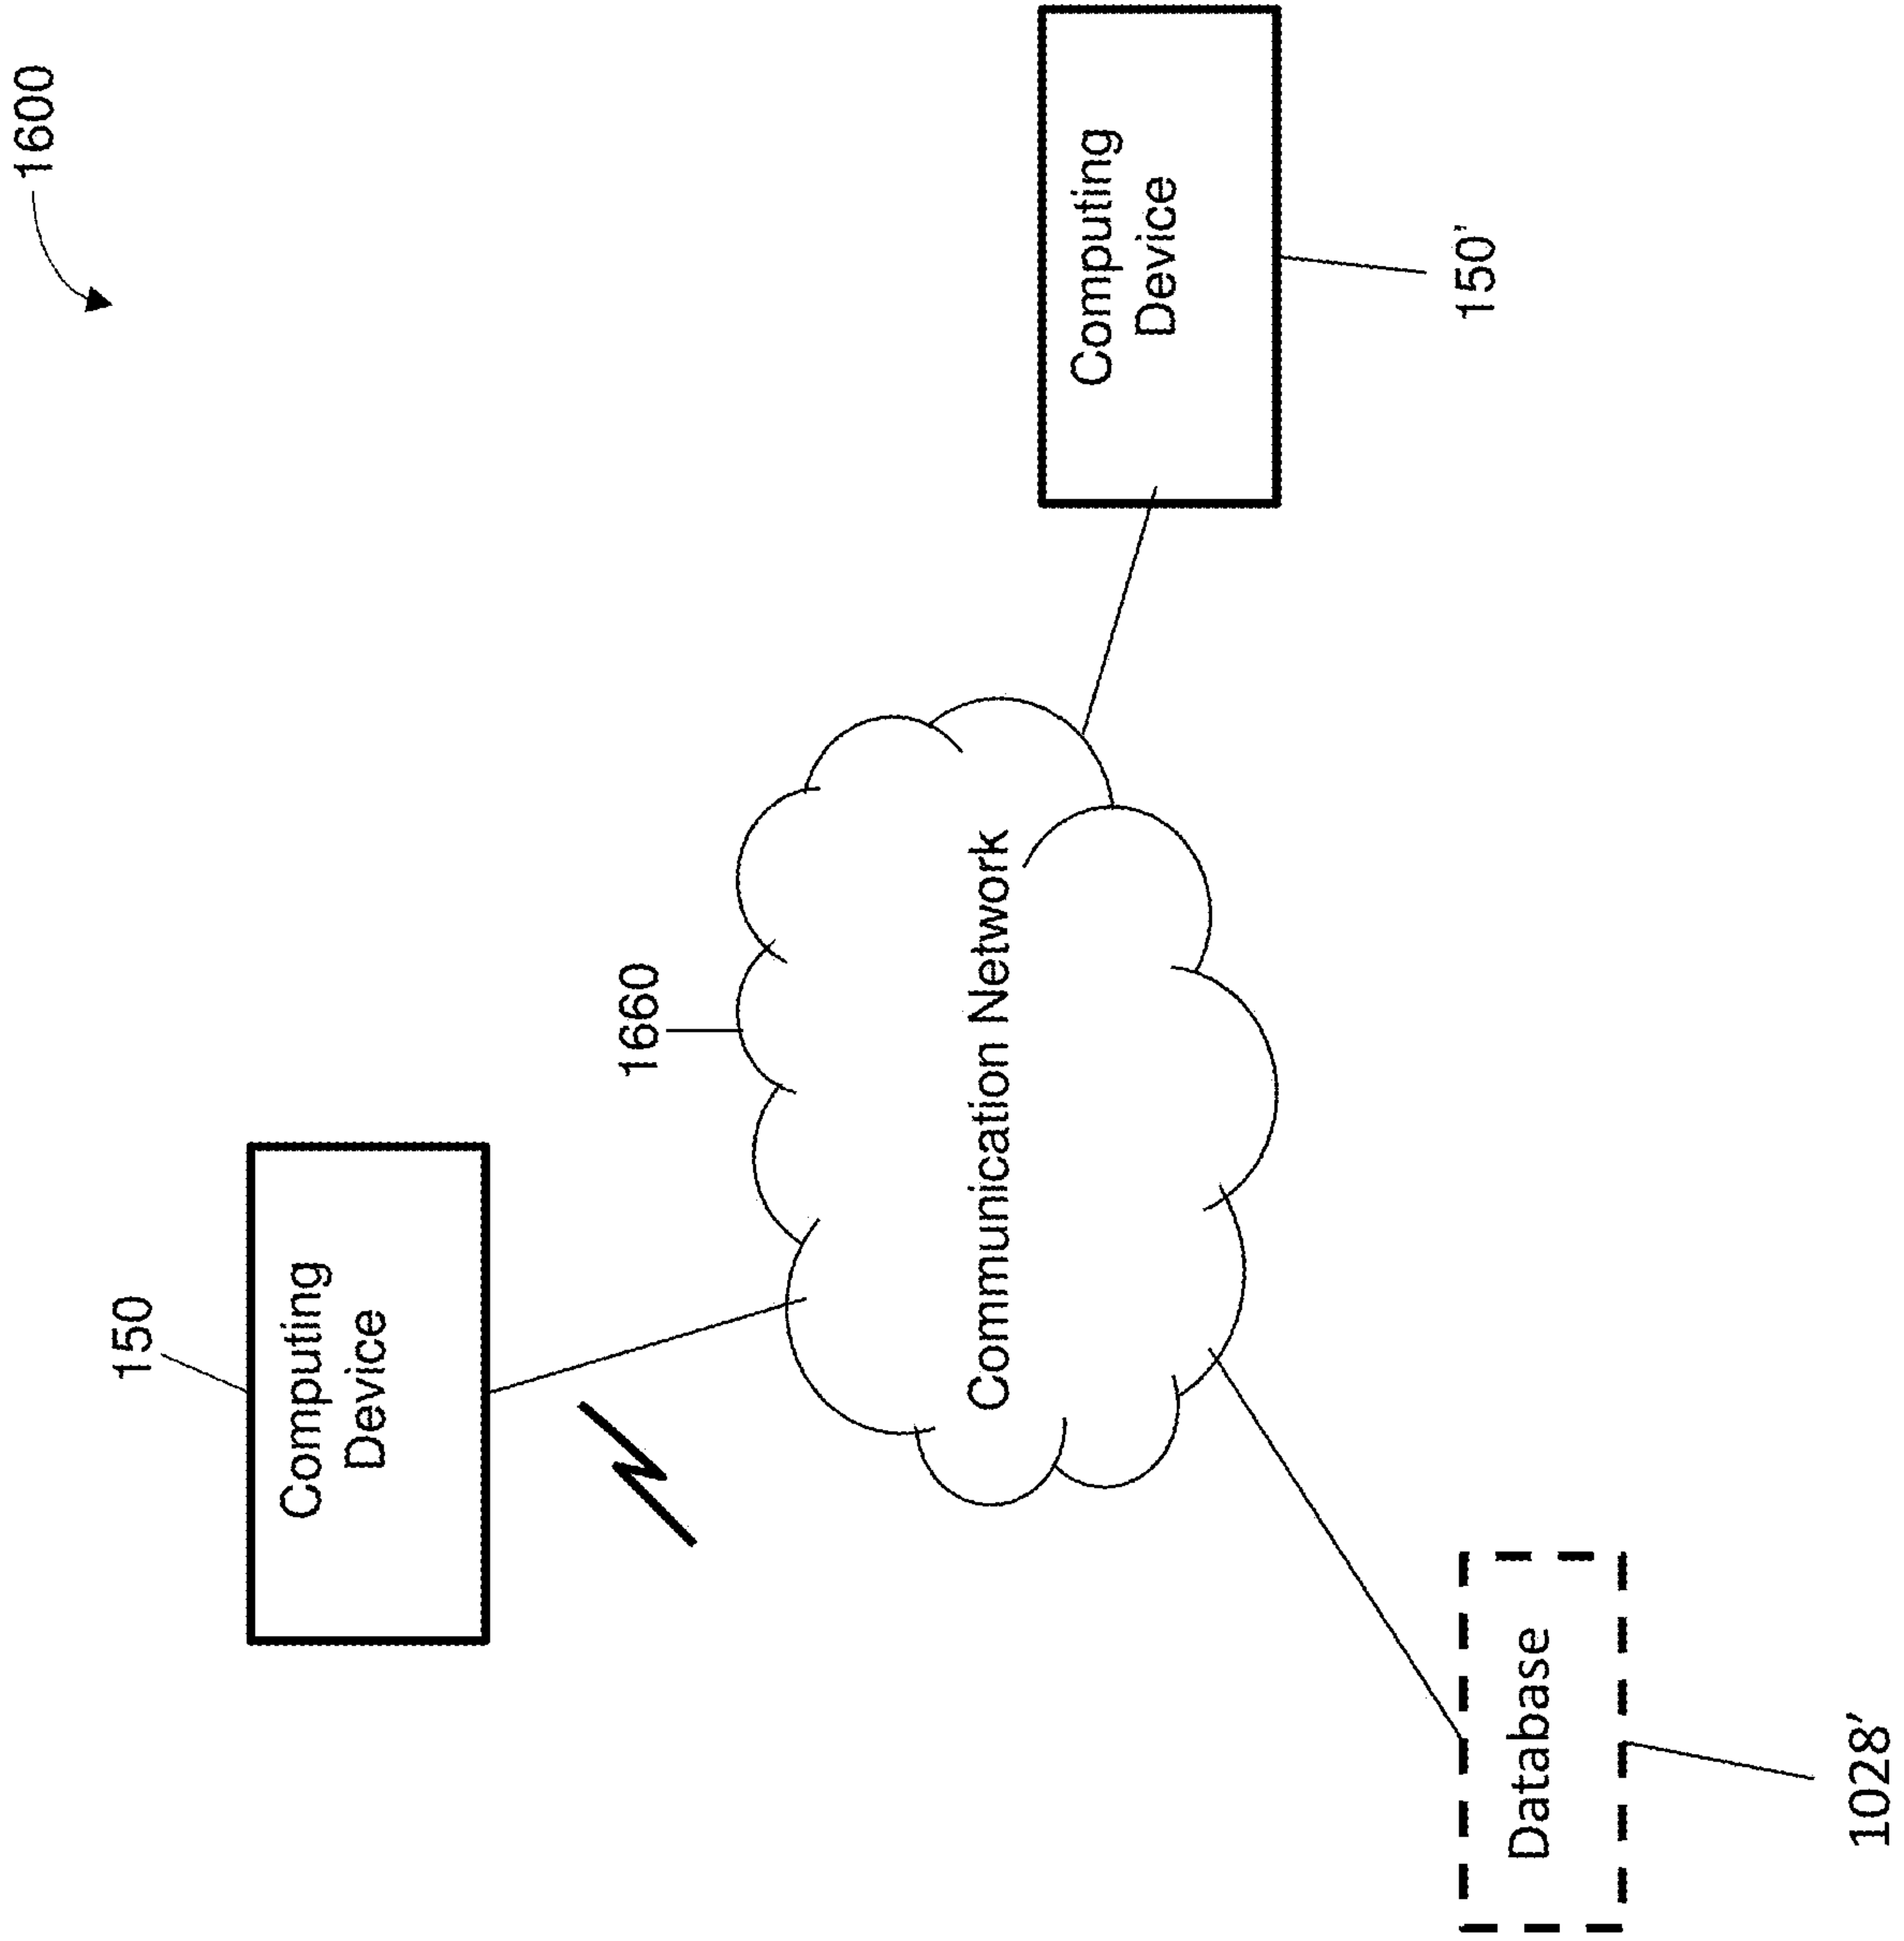 1600
150
Computing
Device
1660
Communication Network
Computing
Device
150'
Database
1028'